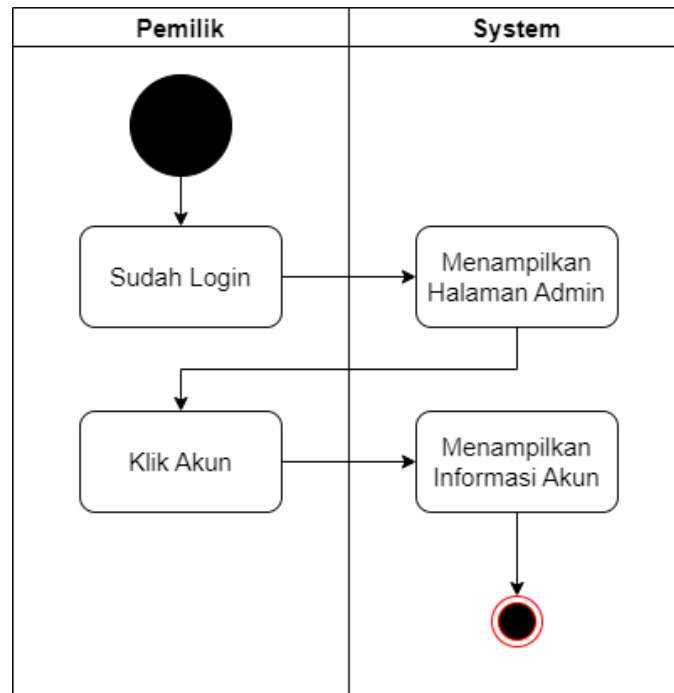 Pemilik
System
Sudah Login
Menampilkan
Halaman Admin
Klik Akun
Menampilkan
Informasi Akun